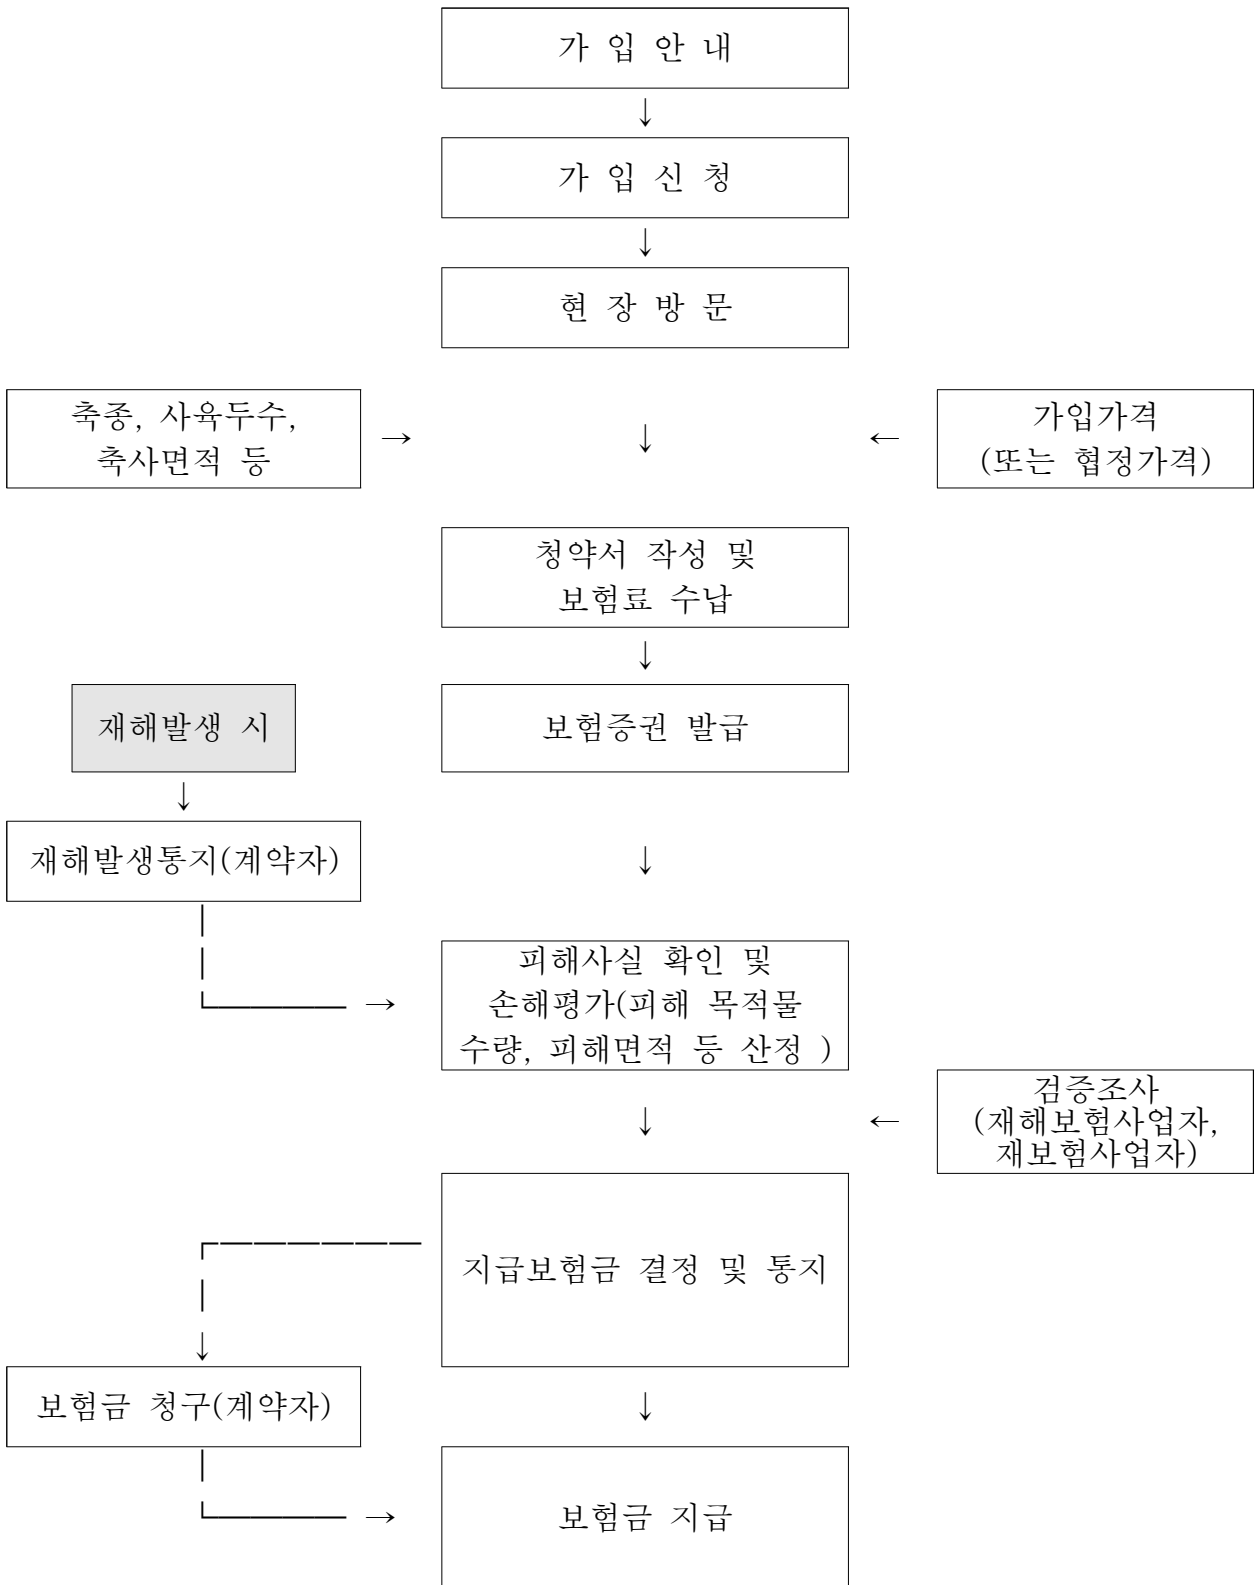 가 입 안 내
↓
가 입 신 청
↓
현 장 방 문
축종, 사육두수,
축사면적 등
→
↓
←
가입가격
(또는 협정가격)
청약서 작성 및
보험료 수납
↓
재해발생 시
보험증권 발급
↓
재해발생통지(계약자)
↓
→
피해사실 확인 및
손해평가(피해 목적물
수량, 피해면적 등 산정 )
↓
←
검증조사
(재해보험사업자,
재보험사업자)
지급보험금 결정 및 통지
↓
보험금 청구(계약자)
↓
→
보험금 지급